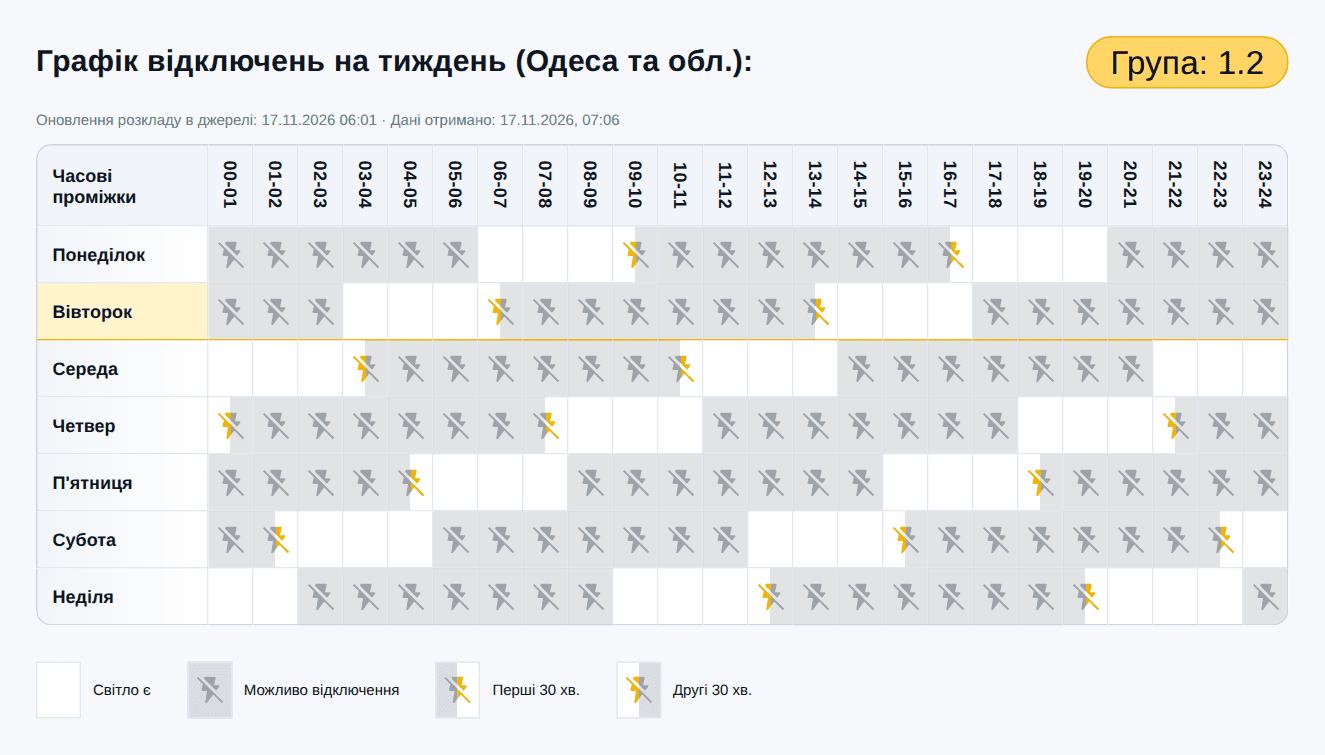 Графік відключень на тиждень (Одеса та обл.):
Група: 1.2
Оновлення розкладу в джерелі: 17.11.2026 06:01 · Дані отримано: 17.11.2026, 07:06
Часові
проміжки
00-01 01-02 02-03 03-04 04-05 05-06 06-07 07-08 08-09 09-10 10-11 11-12 12-13 13-14 14-15 15-16 16-17 17-18 18-19 19-20 20-21 21-22 22-23 23-24
Понеділок
Вівторок
Середа
Четвер
П'ятниця
Субота
Неділя
Світло є
Можливо відключення
Перші 30 хв.
Другі 30 хв.